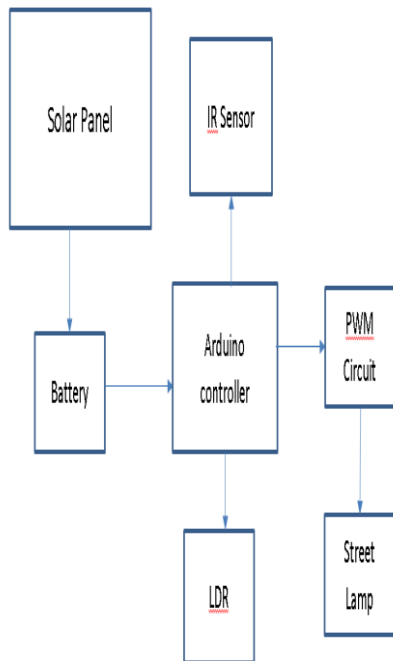 Solar Panel
IR Sensor
Arduino
controller
PWM
Circuit
Battery
LDR
Street
Lamp